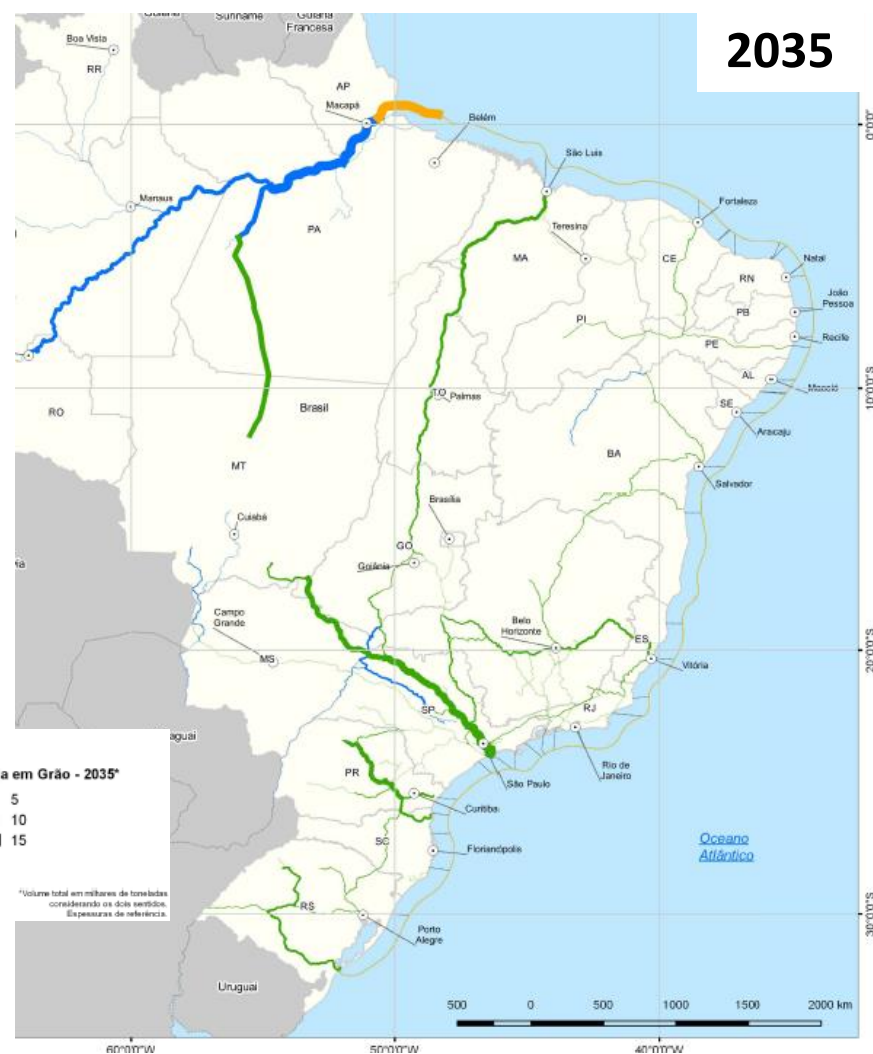 2035
Suriname
Guiana
Francesa
Boa Vista
RR
AP
Macapá
Belém
0°0'0"
São Luis
Manaus
Fortaleza
PA
Teresina
MA
CE
Natal
RN
João
Pessoa
PI
PB
Recife
PE
AL
Maceió
TO
Palmas
10°0'0"S
RO
Brasil
SE
Aracaju
BA
MT
Salvador
Cuiabá
Brasília
GO
Goiânia
Campo
Grande
Belo
Horizonte
ES
20°0'0"S
MS
Vitória
SP
RJ
aguai
a em Grão - 2035*
5
10
15
PR
Rio de
Janeiro
São Paulo
Curitiba
SC
Florianópolis
Oceano
Atlântico
*Volume total em milhares de toneladas
considerando os dois sentidos.
Espessuras de referência.
RS
Porto
Alegre
30°0'0"S
Uruguai
500 0 500 1000 1500 2000 km
60°0'0"W
50°0'0"W
40°0'0"W